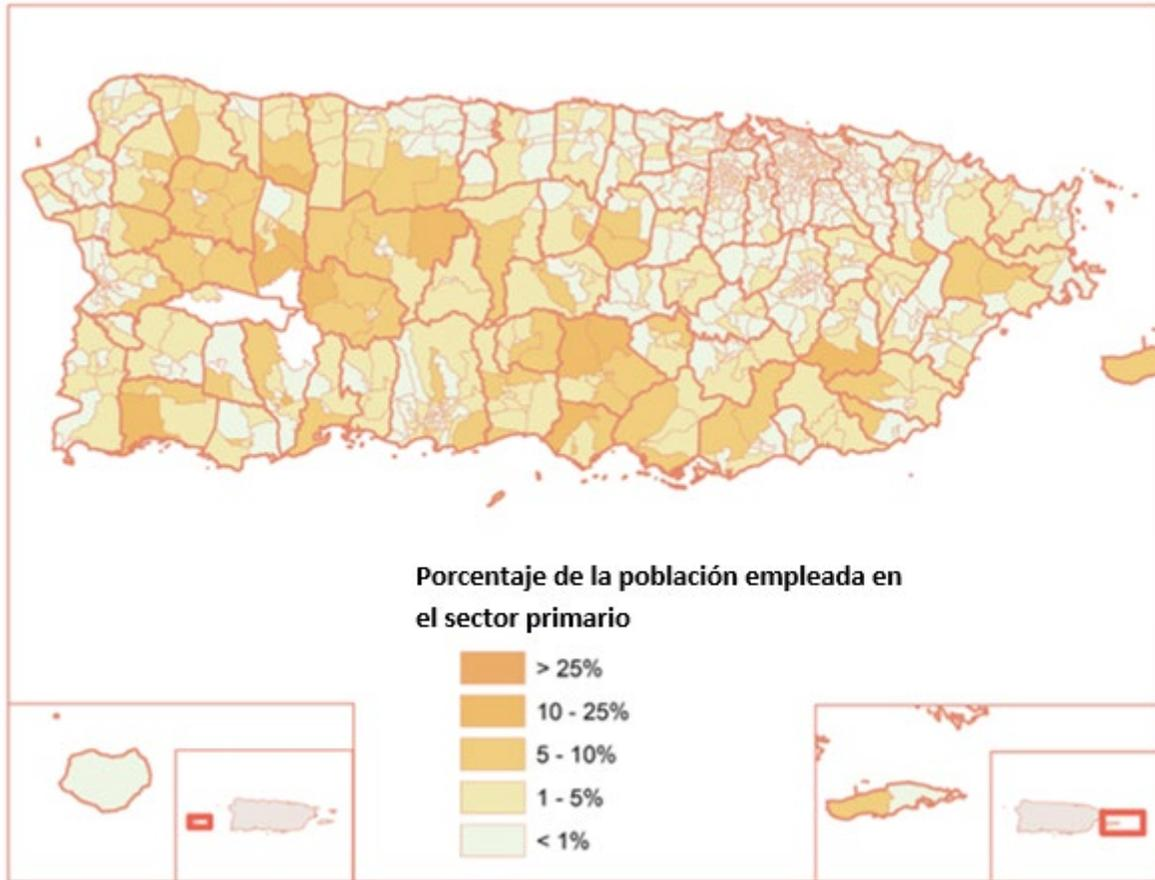 Porcentaje de la población empleada en
el sector primario
> 25%
10 - 25%
5 - 10%
1 - 5%
< 1%